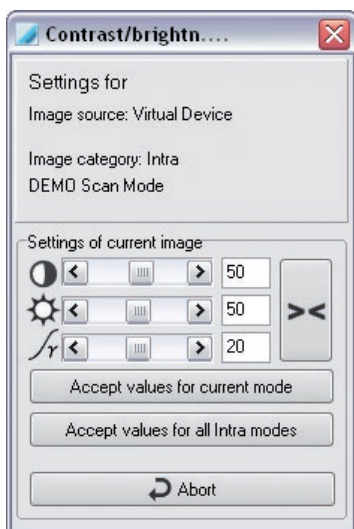 Contrast/brightn....
Settings for
Image source: Virtual Device
Image category: Intra
DEMO Scan Mode
Settings of current image
50
50
γ 20
><
Accept values for current mode
Accept values for all Intra modes
Abort